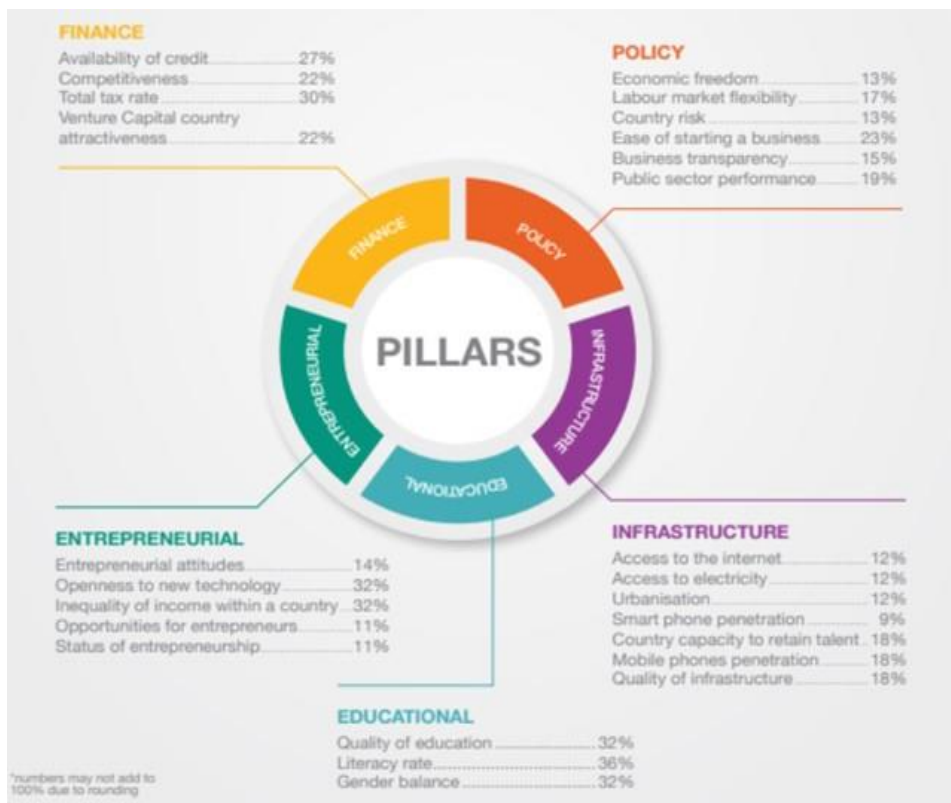 FINANCE
Availability of credit 27%
Competitiveness 22%
Total tax rate 30%
Venture Capital country
attractiveness 22%
POLICY
Economic freedom 13%
Labour market flexibility 17%
Country risk 13%
Ease of starting a business 23%
Business transparency 15%
Public sector performance 19%
FINANCE
POLICY
PILLARS
ENTREPRENEURIAL
INFRASTRUCTURE
EDUCATIONAL
ENTREPRENEURIAL
Entrepreneurial attitudes 14%
Openness to new technology 32%
Inequality of income within a country 32%
Opportunities for entrepreneurs 11%
Status of entrepreneurship 11%
INFRASTRUCTURE
Access to the internet 12%
Access to electricity 12%
Urbanisation 12%
Smart phone penetration 9%
Country capacity to retain talent 18%
Mobile phones penetration 18%
Quality of infrastructure 18%
EDUCATIONAL
Quality of education 32%
Literacy rate 36%
Gender balance 32%
*numbers may not add to
100% due to rounding